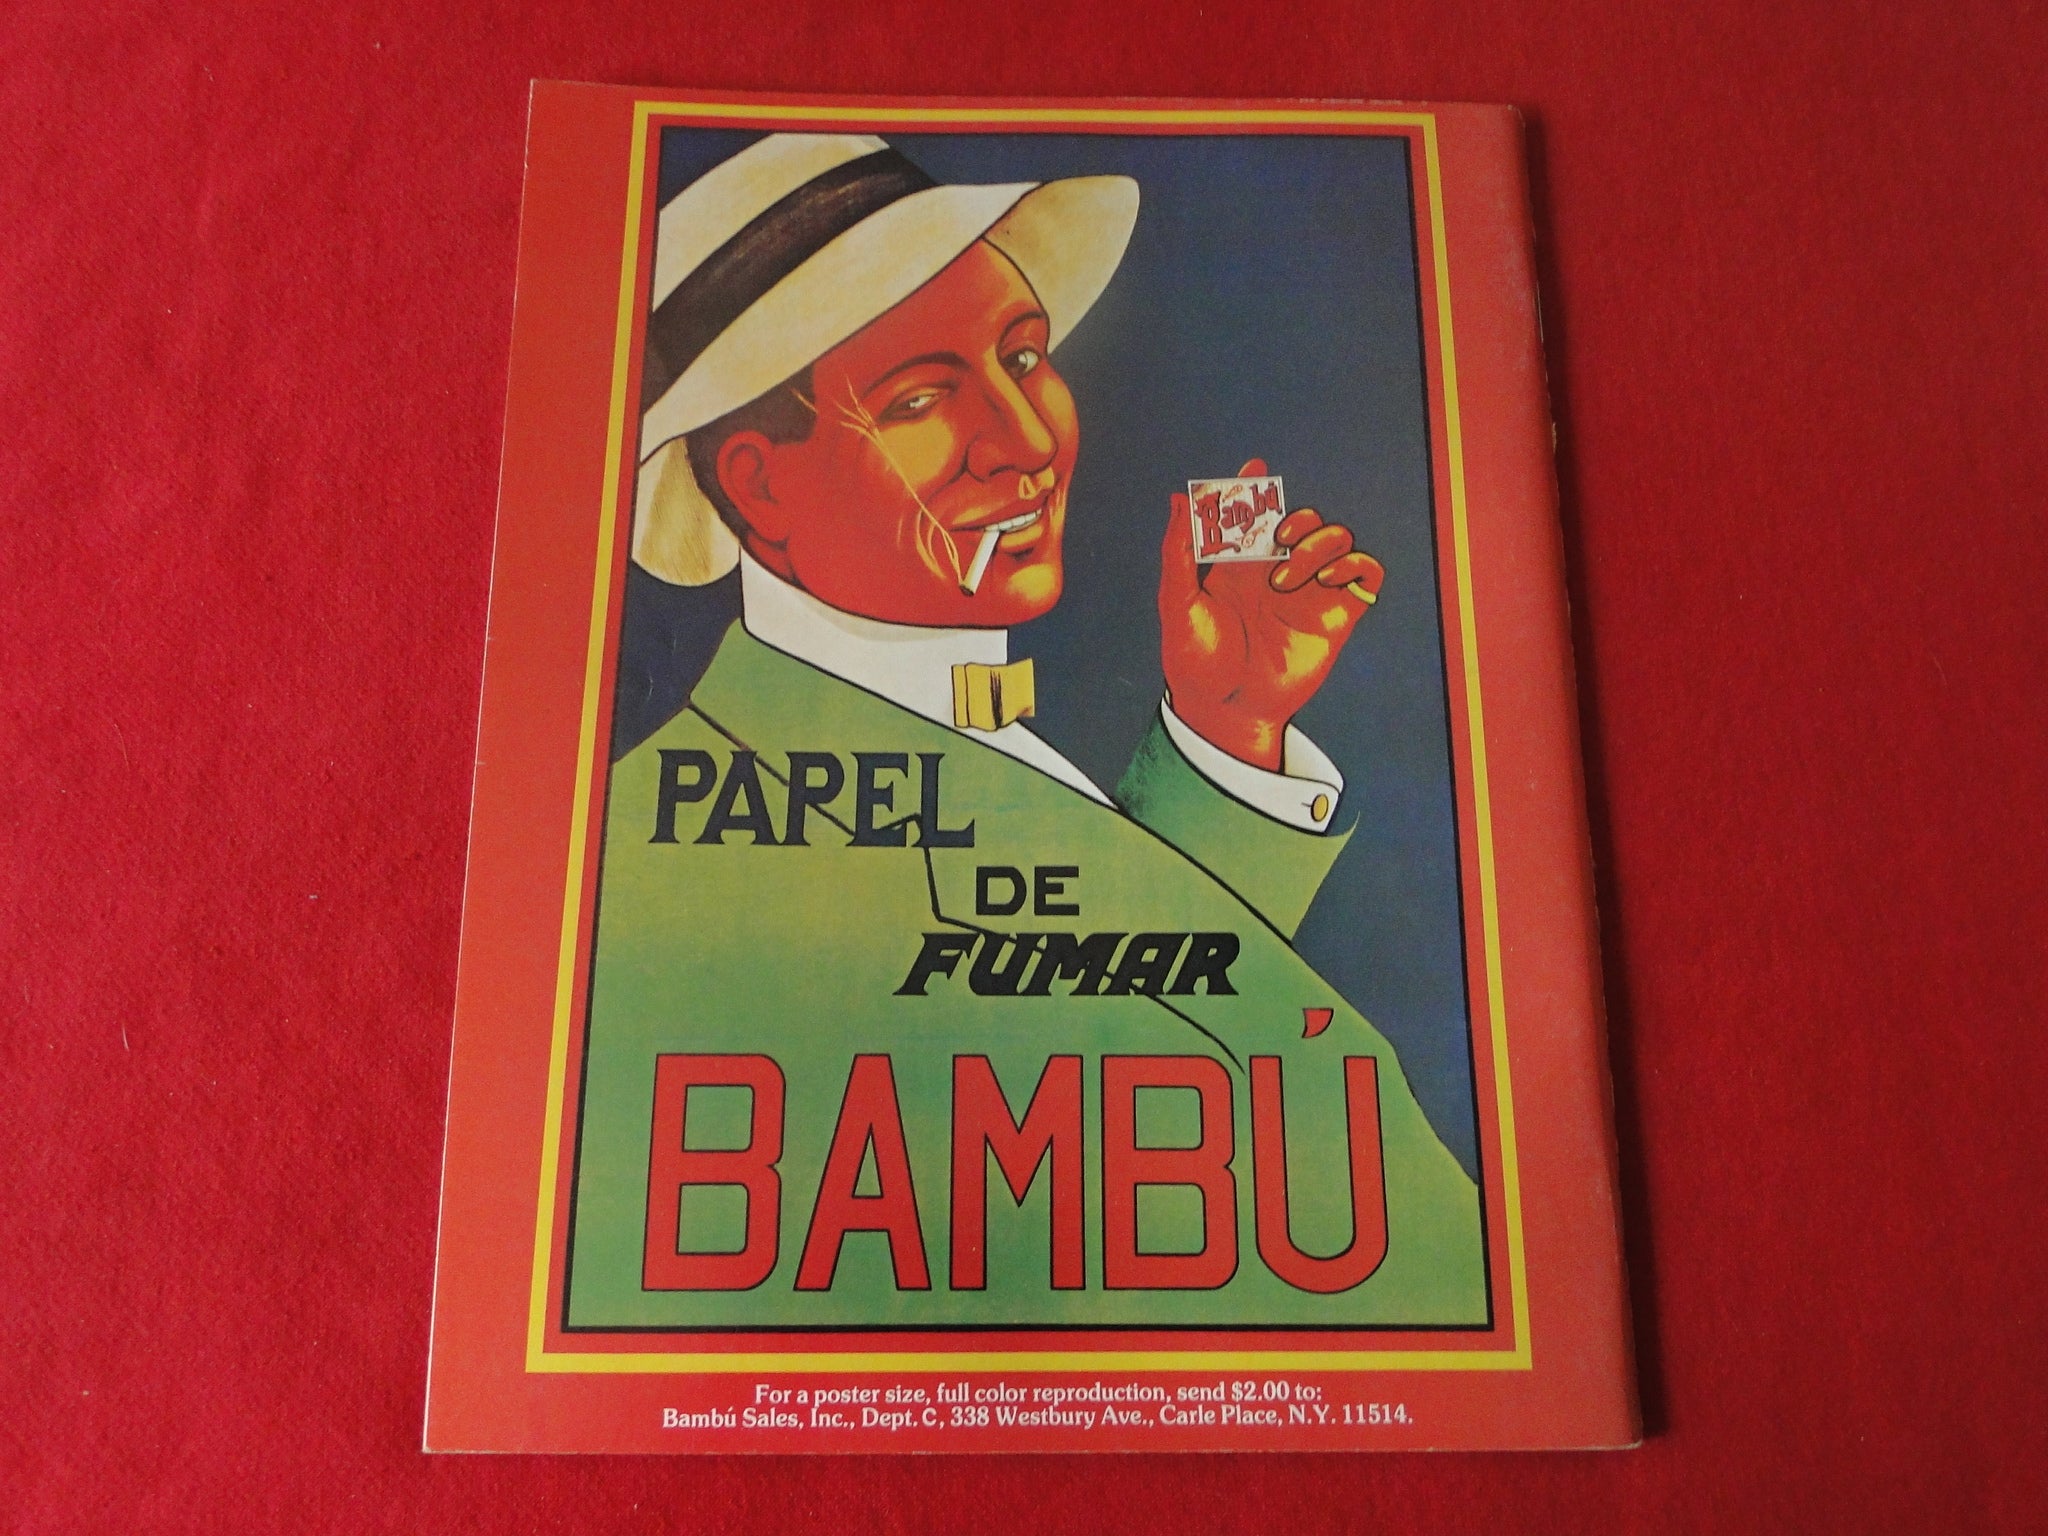 Bambú
PAPEL
DE
FUMAR
BAMBÚ
For a poster size, full color reproduction, send $2.00 to:
Bambú Sales, Inc., Dept. C, 338 Westbury Ave., Carle Place, N.Y. 11514.